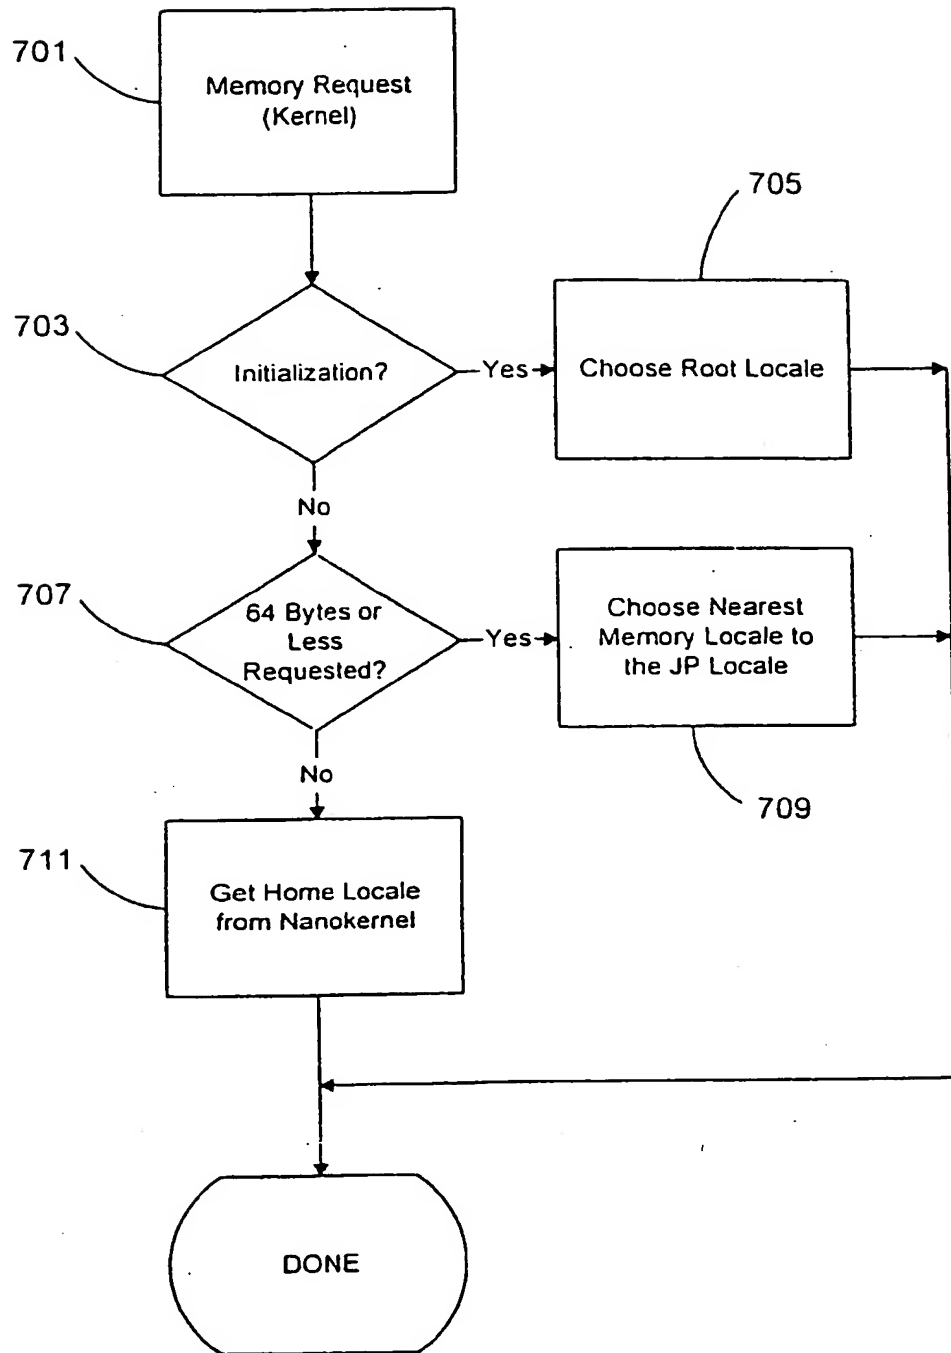 701
Memory Request
(Kernel)
705
703
Initialization?
Yes
Choose Root Locale
No
707
64 Bytes or
Less
Requested?
Yes
Choose Nearest
Memory Locale to
the JP Locale
No
709
711
Get Home Locale
from Nanokernel
DONE